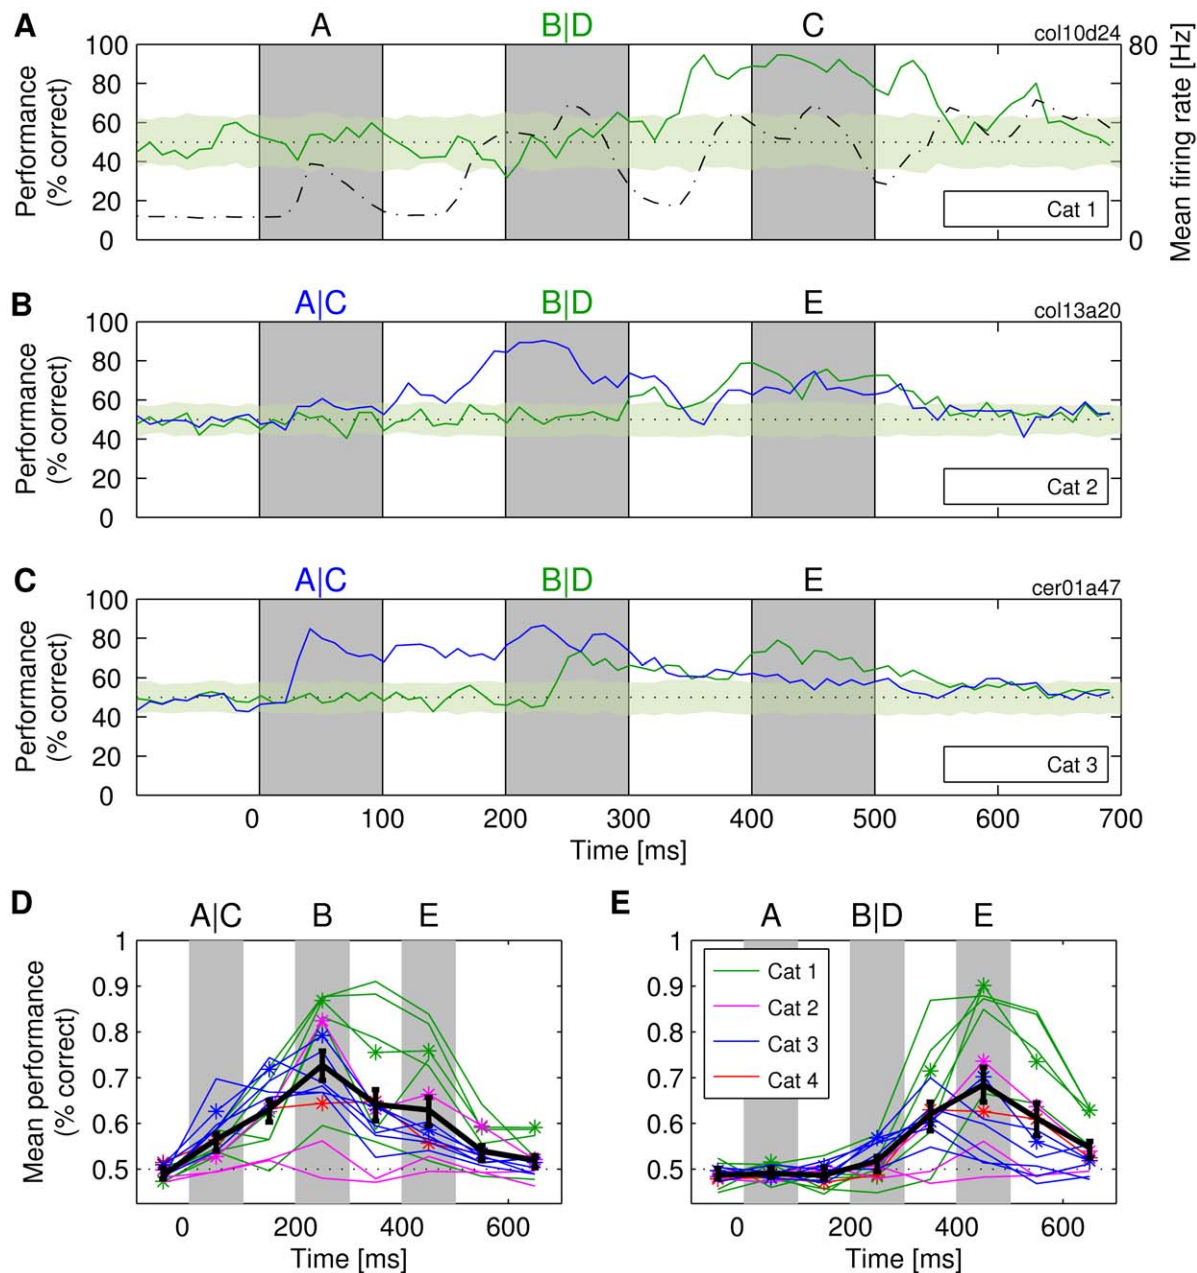 A A B|D C col10d24
100 80
80
60
40
20
0 0
Performance
(% correct)
Mean firing rate [Hz]
Cat 1
B A|C B|D E col13a20
100
80
60
40
20
0
Performance
(% correct)
Cat 2
C A|C B|D E cer01a47
100
80
60
40
20
0
Performance
(% correct)
Cat 3
0 100 200 300 400 500 600 700
Time [ms]
D A|C B E
1
0.9
0.8
0.7
0.6
0.5
Mean performance
(% correct)
0 200 400 600
Time [ms]
E A B|D E
1
0.9
0.8
0.7
0.6
0.5
Cat 1
Cat 2
Cat 3
Cat 4
0 200 400 600
Time [ms]